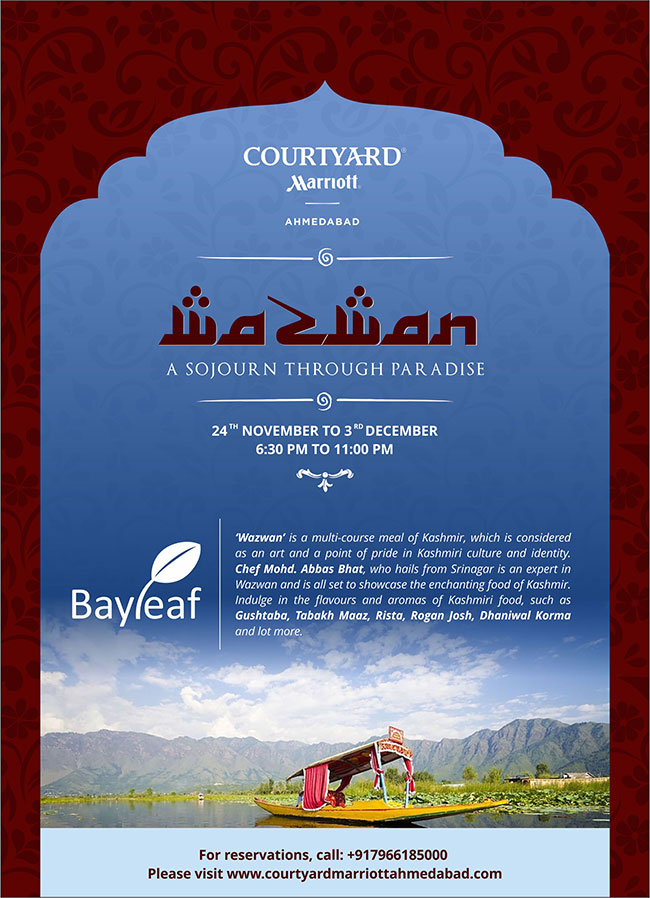 COURTYARD®
Marriott®
AHMEDABAD
wazwan
A SOJOURN THROUGH PARADISE
24TH NOVEMBER TO 3RD DECEMBER
6:30 PM TO 11:00 PM
Bayleaf
‘Wazwan’ is a multi-course meal of Kashmir, which is considered
as an art and a point of pride in Kashmiri culture and identity.
Chef Mohd. Abbas Bhat, who hails from Srinagar is an expert in
Wazwan and is all set to showcase the enchanting food of Kashmir.
Indulge in the flavours and aromas of Kashmiri food, such as
Gushtaba, Tabakh Maaz, Rista, Rogan Josh, Dhaniwal Korma
and lot more.
For reservations, call: +917966185000
Please visit www.courtyardmarriottahmedabad.com